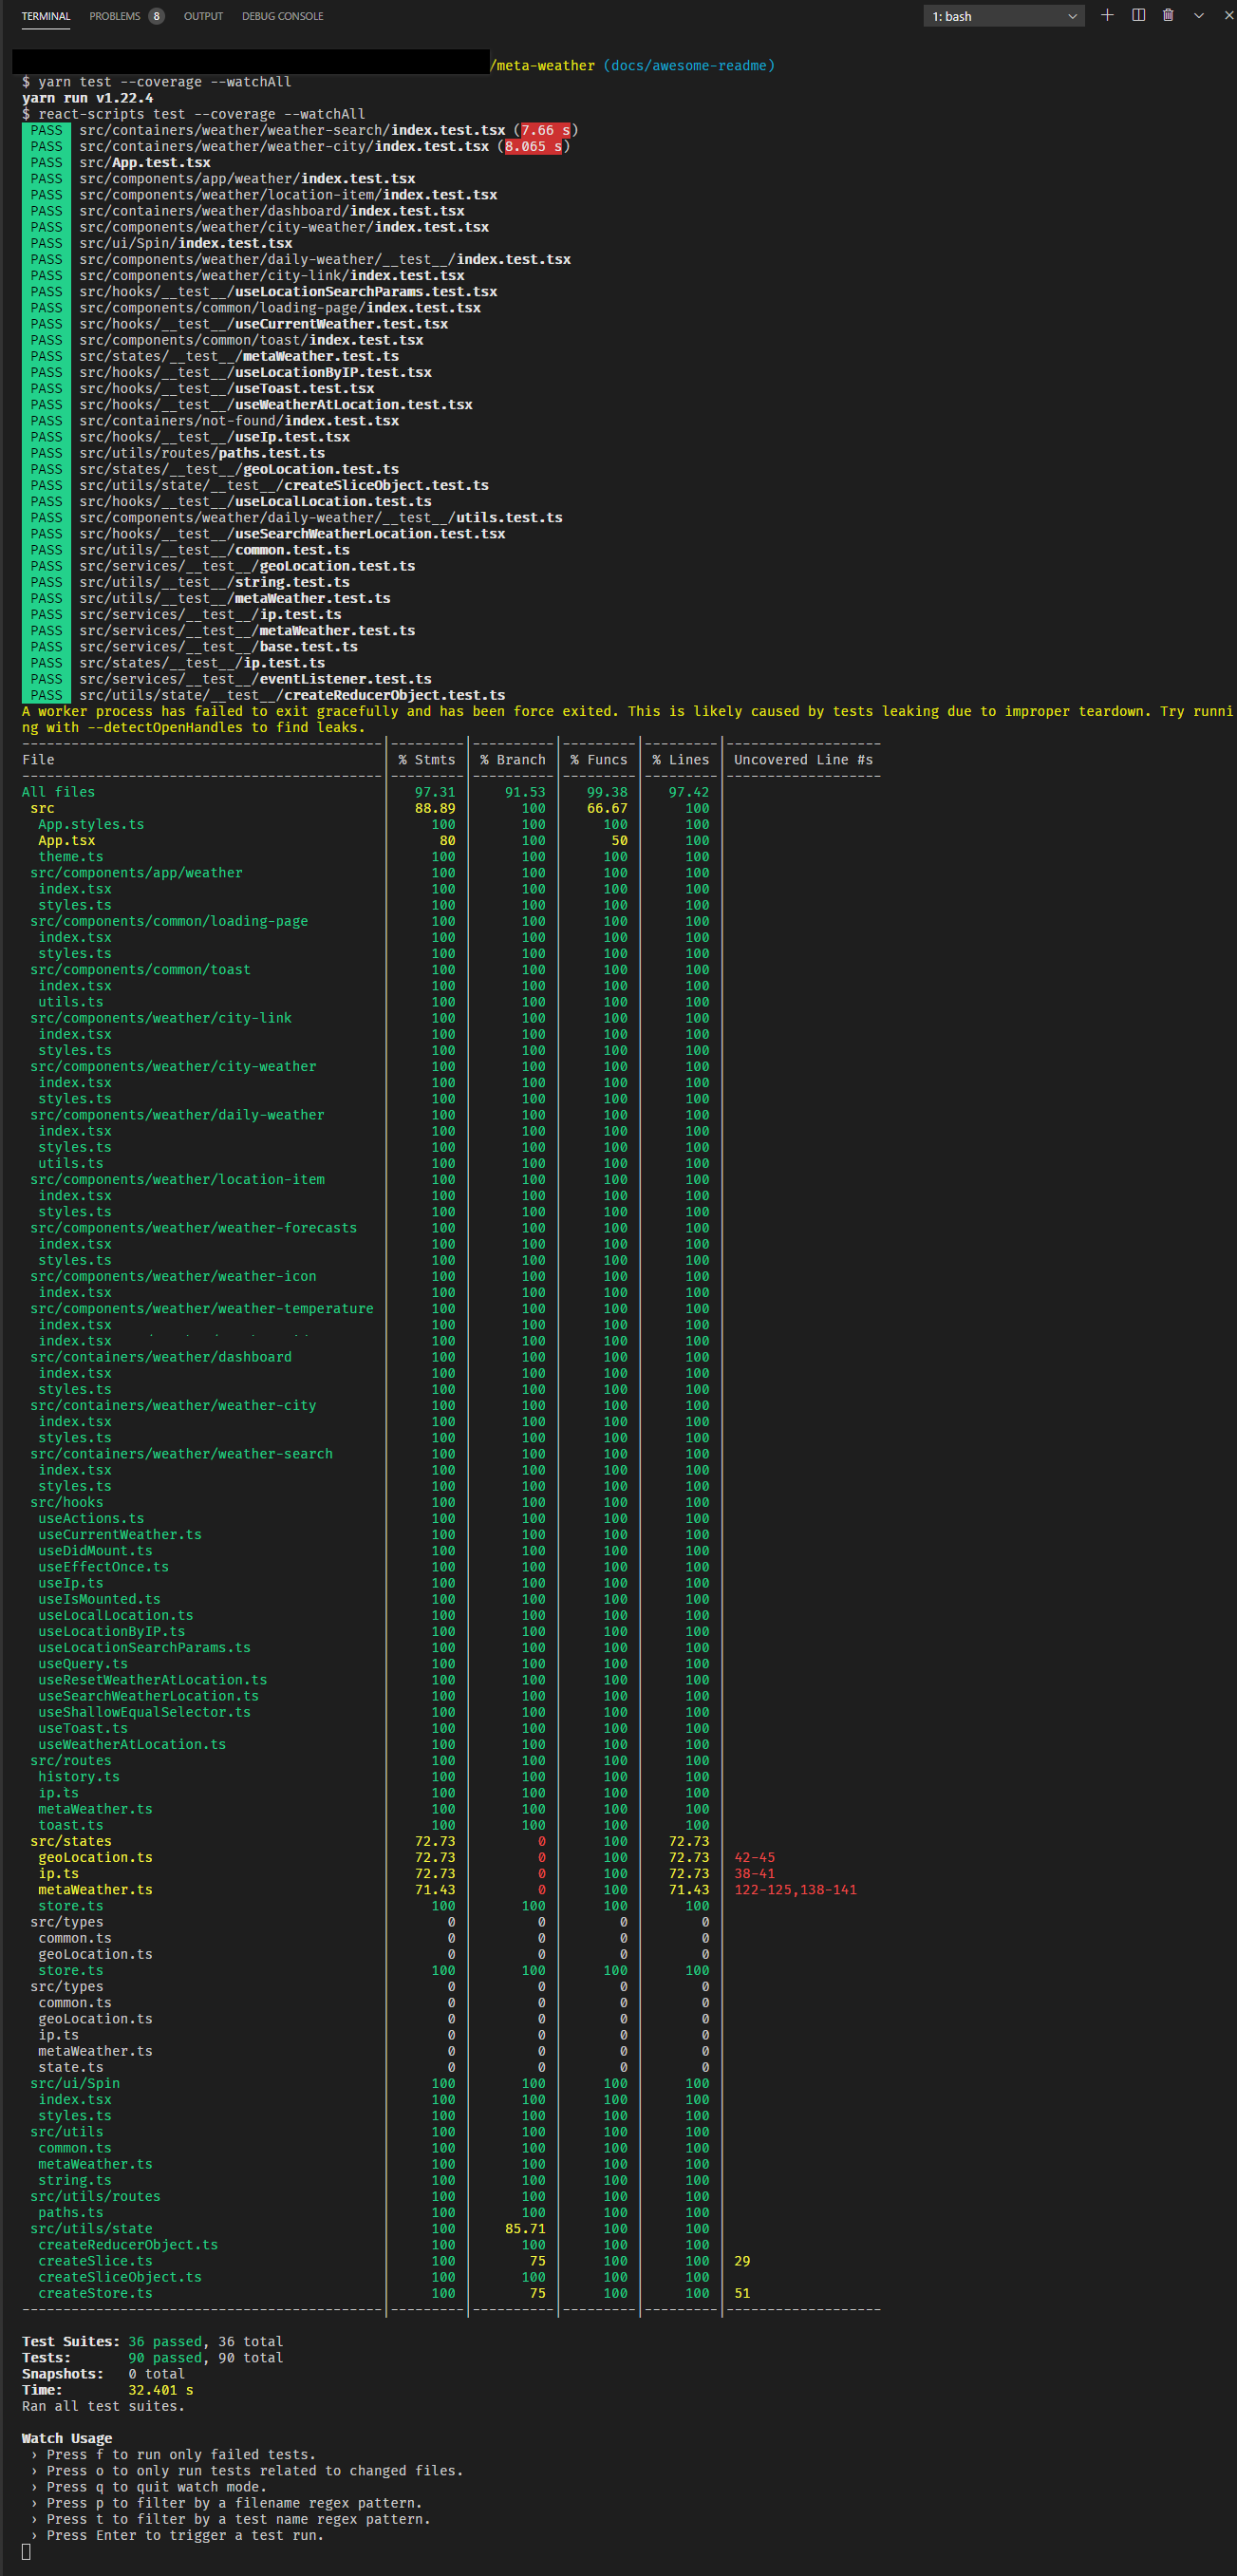 TERMINAL PROBLEMS 8 OUTPUT DEBUG CONSOLE 1: bash
/meta-weather (docs/awesome-readme)
$ yarn test --coverage --watchAll
yarn run v1.22.4
$ react-scripts test --coverage --watchAll
PASS src/containers/weather/weather-search/index.test.tsx (7.66 s)
PASS src/containers/weather/weather-city/index.test.tsx (8.065 s)
PASS src/App.test.tsx
PASS src/components/app/weather/index.test.tsx
PASS src/components/weather/location-item/index.test.tsx
PASS src/containers/weather/dashboard/index.test.tsx
PASS src/components/weather/city-weather/index.test.tsx
PASS src/ui/Spin/index.test.tsx
PASS src/components/weather/daily-weather/__test__/index.test.tsx
PASS src/components/weather/city-link/index.test.tsx
PASS src/hooks/__test__/useLocationSearchParams.test.tsx
PASS src/components/common/loading-page/index.test.tsx
PASS src/hooks/__test__/useCurrentWeather.test.tsx
PASS src/components/common/toast/index.test.tsx
PASS src/states/__test__/metaWeather.test.ts
PASS src/hooks/__test__/useLocationByIP.test.tsx
PASS src/hooks/__test__/useToast.test.tsx
PASS src/hooks/__test__/useWeatherAtLocation.test.tsx
PASS src/containers/not-found/index.test.tsx
PASS src/hooks/__test__/useIp.test.tsx
PASS src/utils/routes/paths.test.ts
PASS src/states/__test__/geoLocation.test.ts
PASS src/utils/state/__test__/createSliceObject.test.ts
PASS src/hooks/__test__/useLocalLocation.test.ts
PASS src/components/weather/daily-weather/__test__/utils.test.ts
PASS src/hooks/__test__/useSearchWeatherLocation.test.tsx
PASS src/utils/__test__/common.test.ts
PASS src/services/__test__/geoLocation.test.ts
PASS src/utils/__test__/string.test.ts
PASS src/utils/__test__/metaWeather.test.ts
PASS src/services/__test__/ip.test.ts
PASS src/services/__test__/metaWeather.test.ts
PASS src/services/__test__/base.test.ts
PASS src/states/__test__/ip.test.ts
PASS src/services/__test__/eventListener.test.ts
PASS src/utils/state/__test__/createReducerObject.test.ts
A worker process has failed to exit gracefully and has been force exited. This is likely caused by tests leaking due to improper teardown. Try runni
ng with --detectOpenHandles to find leaks.
--------------------------------------------|---------|----------|---------|---------|-------------------
File | % Stmts | % Branch | % Funcs | % Lines | Uncovered Line #s
--------------------------------------------|---------|----------|---------|---------|-------------------
All files | 97.31 | 91.53 | 99.38 | 97.42 |
src | 88.89 | 100 | 66.67 | 100 |
App.styles.ts | 100 | 100 | 100 | 100 |
App.tsx | 80 | 100 | 50 | 100 |
theme.ts | 100 | 100 | 100 | 100 |
src/components/app/weather | 100 | 100 | 100 | 100 |
index.tsx | 100 | 100 | 100 | 100 |
styles.ts | 100 | 100 | 100 | 100 |
src/components/common/loading-page | 100 | 100 | 100 | 100 |
index.tsx | 100 | 100 | 100 | 100 |
styles.ts | 100 | 100 | 100 | 100 |
src/components/common/toast | 100 | 100 | 100 | 100 |
index.tsx | 100 | 100 | 100 | 100 |
utils.ts | 100 | 100 | 100 | 100 |
src/components/weather/city-link | 100 | 100 | 100 | 100 |
index.tsx | 100 | 100 | 100 | 100 |
styles.ts | 100 | 100 | 100 | 100 |
src/components/weather/city-weather | 100 | 100 | 100 | 100 |
index.tsx | 100 | 100 | 100 | 100 |
styles.ts | 100 | 100 | 100 | 100 |
src/components/weather/daily-weather | 100 | 100 | 100 | 100 |
index.tsx | 100 | 100 | 100 | 100 |
styles.ts | 100 | 100 | 100 | 100 |
utils.ts | 100 | 100 | 100 | 100 |
src/components/weather/location-item | 100 | 100 | 100 | 100 |
index.tsx | 100 | 100 | 100 | 100 |
styles.ts | 100 | 100 | 100 | 100 |
src/components/weather/weather-forecasts | 100 | 100 | 100 | 100 |
index.tsx | 100 | 100 | 100 | 100 |
styles.ts | 100 | 100 | 100 | 100 |
src/components/weather/weather-icon | 100 | 100 | 100 | 100 |
index.tsx | 100 | 100 | 100 | 100 |
src/components/weather/weather-temperature | 100 | 100 | 100 | 100 |
index.tsx | 100 | 100 | 100 | 100 |
index.tsx | 100 | 100 | 100 | 100 |
src/containers/weather/dashboard | 100 | 100 | 100 | 100 |
index.tsx | 100 | 100 | 100 | 100 |
styles.ts | 100 | 100 | 100 | 100 |
src/containers/weather/weather-city | 100 | 100 | 100 | 100 |
index.tsx | 100 | 100 | 100 | 100 |
styles.ts | 100 | 100 | 100 | 100 |
src/containers/weather/weather-search | 100 | 100 | 100 | 100 |
index.tsx | 100 | 100 | 100 | 100 |
styles.ts | 100 | 100 | 100 | 100 |
src/hooks | 100 | 100 | 100 | 100 |
useActions.ts | 100 | 100 | 100 | 100 |
useCurrentWeather.ts | 100 | 100 | 100 | 100 |
useDidMount.ts | 100 | 100 | 100 | 100 |
useEffectOnce.ts | 100 | 100 | 100 | 100 |
useIp.ts | 100 | 100 | 100 | 100 |
useIsMounted.ts | 100 | 100 | 100 | 100 |
useLocalLocation.ts | 100 | 100 | 100 | 100 |
useLocationByIP.ts | 100 | 100 | 100 | 100 |
useLocationSearchParams.ts | 100 | 100 | 100 | 100 |
useQuery.ts | 100 | 100 | 100 | 100 |
useResetWeatherAtLocation.ts | 100 | 100 | 100 | 100 |
useSearchWeatherLocation.ts | 100 | 100 | 100 | 100 |
useShallowEqualSelector.ts | 100 | 100 | 100 | 100 |
useToast.ts | 100 | 100 | 100 | 100 |
useWeatherAtLocation.ts | 100 | 100 | 100 | 100 |
src/routes | 100 | 100 | 100 | 100 |
history.ts | 100 | 100 | 100 | 100 |
ip.ts | 100 | 100 | 100 | 100 |
metaWeather.ts | 100 | 100 | 100 | 100 |
toast.ts | 100 | 100 | 100 | 100 |
src/states | 72.73 | 0 | 100 | 72.73 |
geoLocation.ts | 72.73 | 0 | 100 | 72.73 | 42-45
ip.ts | 72.73 | 0 | 100 | 72.73 | 38-41
metaWeather.ts | 71.43 | 0 | 100 | 71.43 | 122-125,138-141
store.ts | 100 | 100 | 100 | 100 |
src/types | 0 | 0 | 0 | 0 |
common.ts | 0 | 0 | 0 | 0 |
geoLocation.ts | 0 | 0 | 0 | 0 |
store.ts | 100 | 100 | 100 | 100 |
src/types | 0 | 0 | 0 | 0 |
common.ts | 0 | 0 | 0 | 0 |
geoLocation.ts | 0 | 0 | 0 | 0 |
ip.ts | 0 | 0 | 0 | 0 |
metaWeather.ts | 0 | 0 | 0 | 0 |
state.ts | 0 | 0 | 0 | 0 |
src/ui/Spin | 100 | 100 | 100 | 100 |
index.tsx | 100 | 100 | 100 | 100 |
styles.ts | 100 | 100 | 100 | 100 |
src/utils | 100 | 100 | 100 | 100 |
common.ts | 100 | 100 | 100 | 100 |
metaWeather.ts | 100 | 100 | 100 | 100 |
string.ts | 100 | 100 | 100 | 100 |
src/utils/routes | 100 | 100 | 100 | 100 |
paths.ts | 100 | 100 | 100 | 100 |
src/utils/state | 100 | 85.71 | 100 | 100 |
createReducerObject.ts | 100 | 100 | 100 | 100 |
createSlice.ts | 100 | 75 | 100 | 100 | 29
createSliceObject.ts | 100 | 100 | 100 | 100 |
createStore.ts | 100 | 75 | 100 | 100 | 51
--------------------------------------------|---------|----------|---------|---------|-------------------
Test Suites: 36 passed, 36 total
Tests: 90 passed, 90 total
Snapshots: 0 total
Time: 32.401 s
Ran all test suites.
Watch Usage
› Press f to run only failed tests.
› Press o to only run tests related to changed files.
› Press q to quit watch mode.
› Press p to filter by a filename regex pattern.
› Press t to filter by a test name regex pattern.
› Press Enter to trigger a test run.